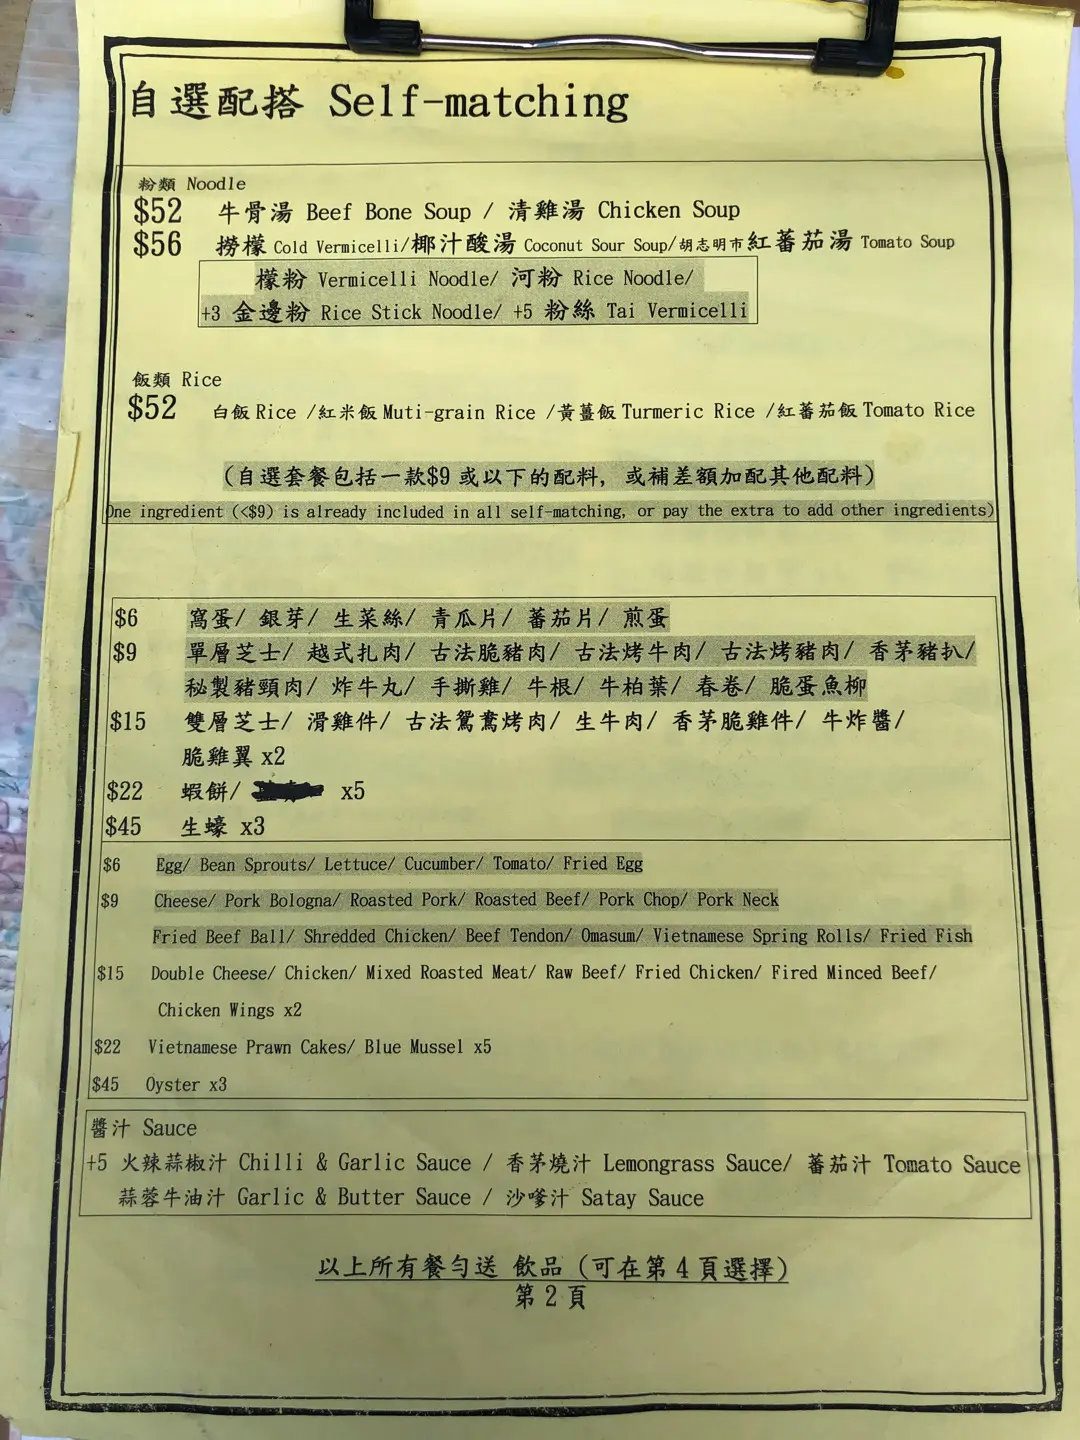 自選配搭 Self-matching
粉類 Noodle
$52 牛骨湯 Beef Bone Soup / 清雞湯 Chicken Soup
$56 撈檬 Cold Vermicelli/椰汁酸湯 Coconut Sour Soup/胡志明市紅蕃茄湯 Tomato Soup
檬粉 Vermicelli Noodle/ 河粉 Rice Noodle/
+3 金邊粉 Rice Stick Noodle/ +5 粉絲 Tai Vermicelli
飯類 Rice
$52 白飯 Rice /紅米飯 Muti-grain Rice /黃薑飯 Turmeric Rice /紅蕃茄飯 Tomato Rice
(自選套餐包括一款$9 或以下的配料, 或補差額加配其他配料)
One ingredient (<$9) is already included in all self-matching, or pay the extra to add other ingredients)
$6 窩蛋/ 銀芽/ 生菜絲/ 青瓜片/ 蕃茄片/ 煎蛋
$9 單層芝士/ 越式扎肉/ 古法脆豬肉/ 古法烤牛肉/ 古法烤豬肉/ 香茅豬扒/
秘製豬頸肉/ 炸牛丸/ 手撕雞/ 牛根/ 牛柏葉/ 春卷/ 脆蛋魚柳
$15 雙層芝士/ 滑雞件/ 古法鴛鴦烤肉/ 生牛肉/ 香茅脆雞件/ 牛炸醬/
脆雞翼 x2
$22 蝦餅/ x5
$45 生蠔 x3
$6 Egg/ Bean Sprouts/ Lettuce/ Cucumber/ Tomato/ Fried Egg
$9 Cheese/ Pork Bologna/ Roasted Pork/ Roasted Beef/ Pork Chop/ Pork Neck
Fried Beef Ball/ Shredded Chicken/ Beef Tendon/ Omasum/ Vietnamese Spring Rolls/ Fried Fish
$15 Double Cheese/ Chicken/ Mixed Roasted Meat/ Raw Beef/ Fried Chicken/ Fired Minced Beef/
Chicken Wings x2
$22 Vietnamese Prawn Cakes/ Blue Mussel x5
$45 Oyster x3
醬汁 Sauce
+5 火辣蒜椒汁 Chilli & Garlic Sauce / 香茅燒汁 Lemongrass Sauce/ 蕃茄汁 Tomato Sauce
蒜蓉牛油汁 Garlic & Butter Sauce / 沙嗲汁 Satay Sauce
以上所有餐勻送 飲品 (可在第 4 頁選擇)
第 2 頁